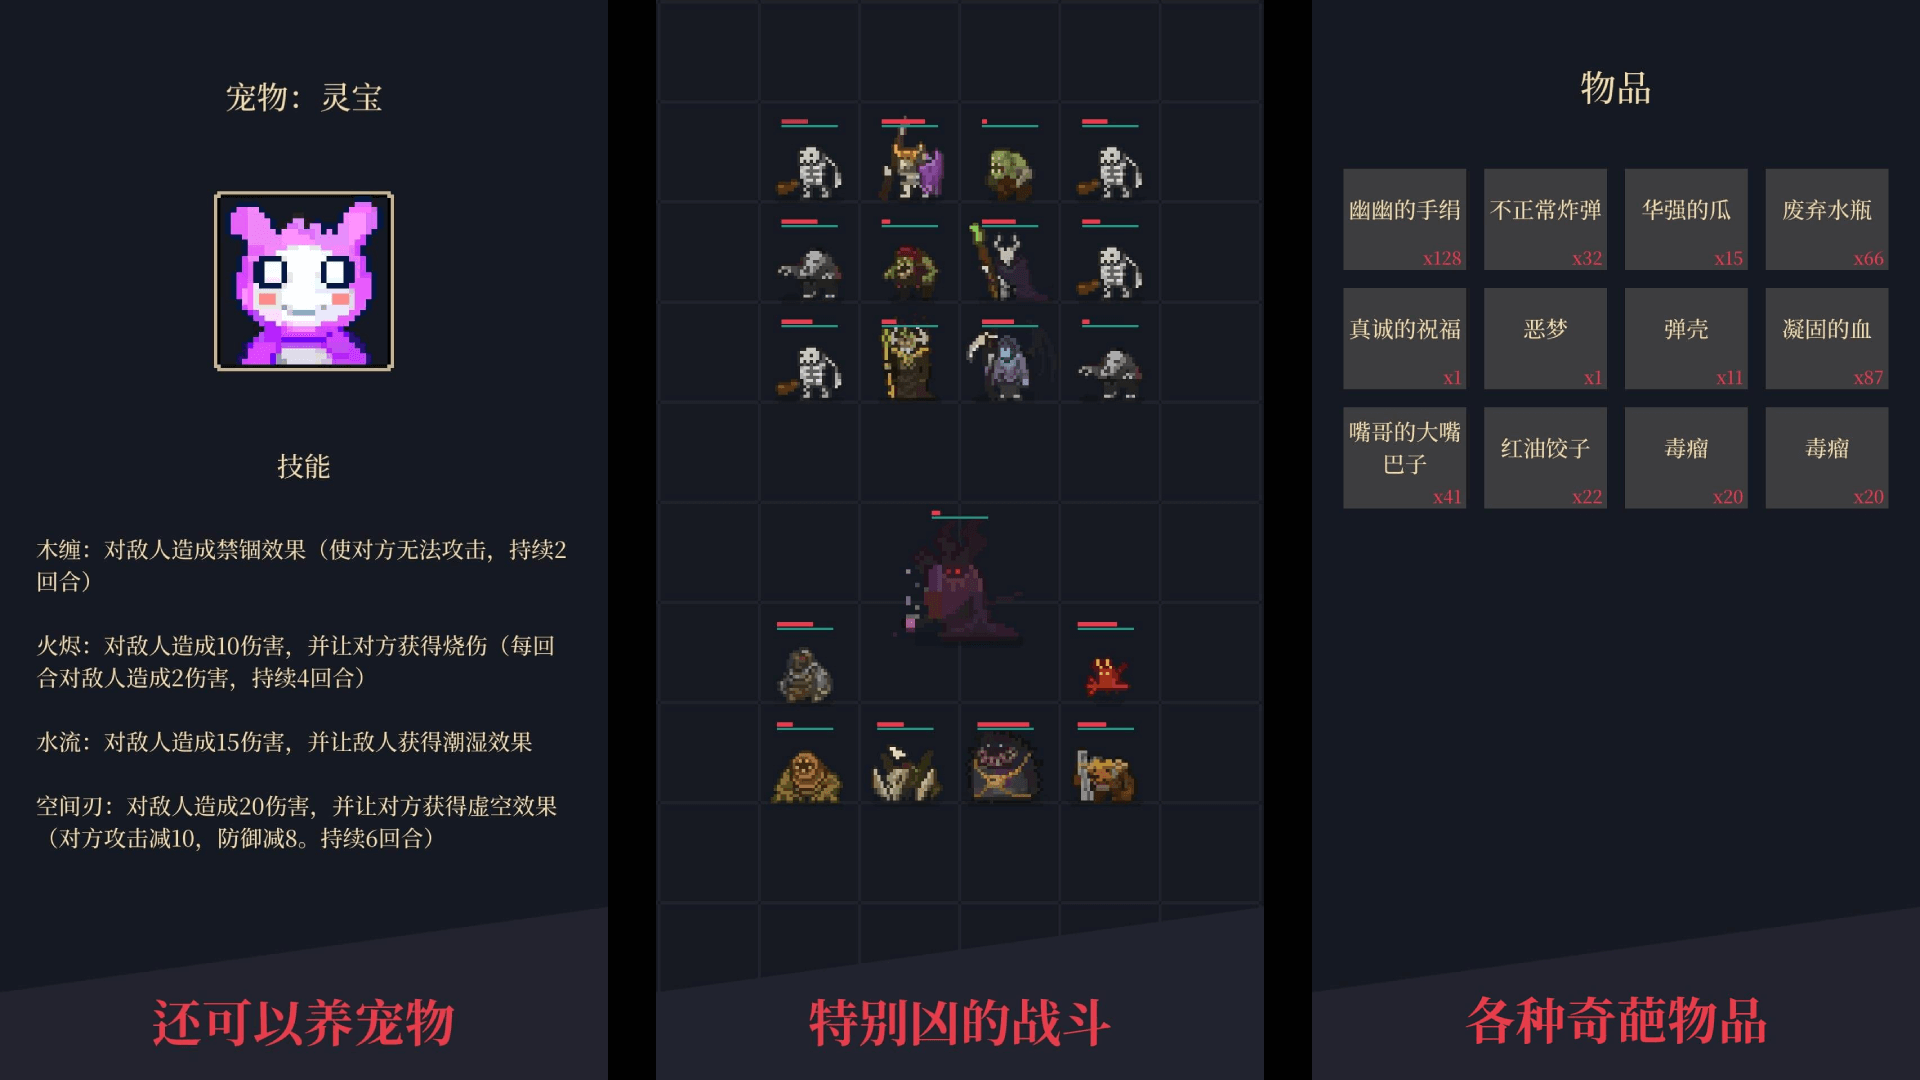 宠物：灵宝
技能
木缠：对敌人造成禁锢效果（使对方无法攻击，持续2
回合）
火烬：对敌人造成10伤害，并让对方获得烧伤（每回
合对敌人造成2伤害，持续4回合）
水流：对敌人造成15伤害，并让敌人获得潮湿效果
空间刃：对敌人造成20伤害，并让对方获得虚空效果
（对方攻击减10，防御减8。持续6回合）
还可以养宠物
特别凶的战斗
物品
幽幽的手绢
x128
不正常炸弹
x32
华强的瓜
x15
废弃水瓶
x66
真诚的祝福
x1
恶梦
x1
弹壳
x11
凝固的血
x87
嘴哥的大嘴
巴子
x41
红油饺子
x22
毒瘤
x20
毒瘤
x20
各种奇葩物品